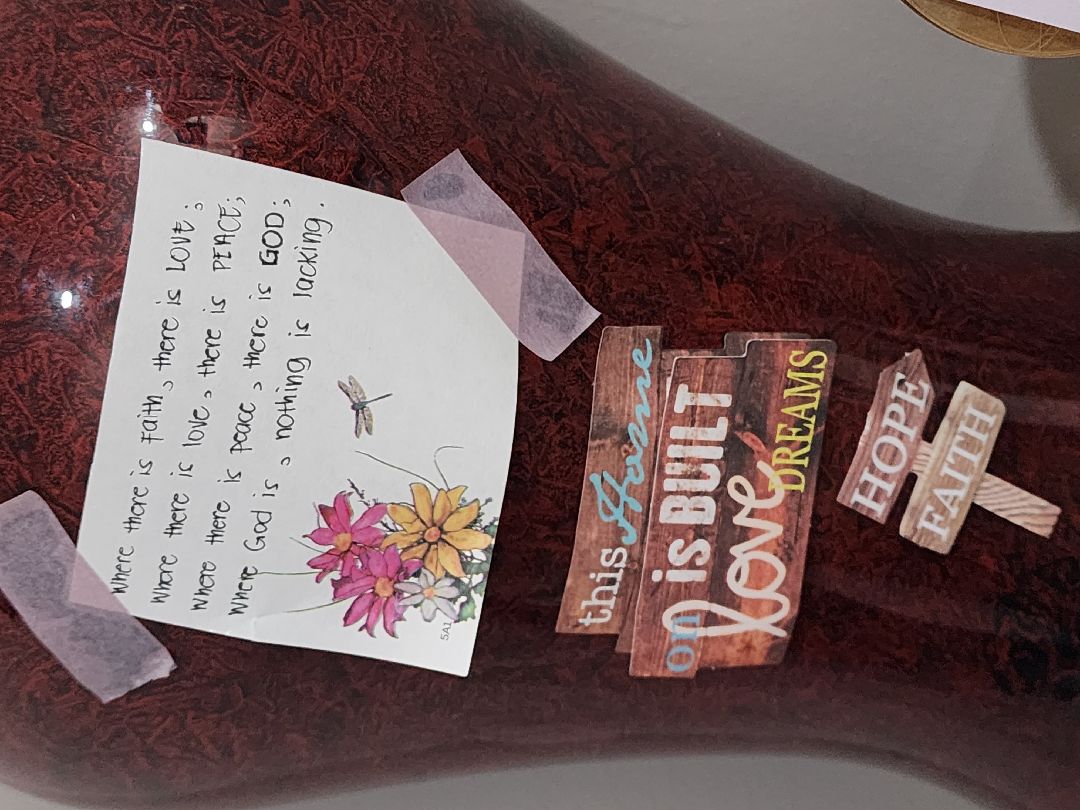 Where there is Faith, there is LOVE;
Where there is love, there is PEACE;
Where there is peace, there is GOD;
Where God is, nothing is lacking.
5A1
this Home
is BUILT
on love
DREAMS
HOPE
FAITH